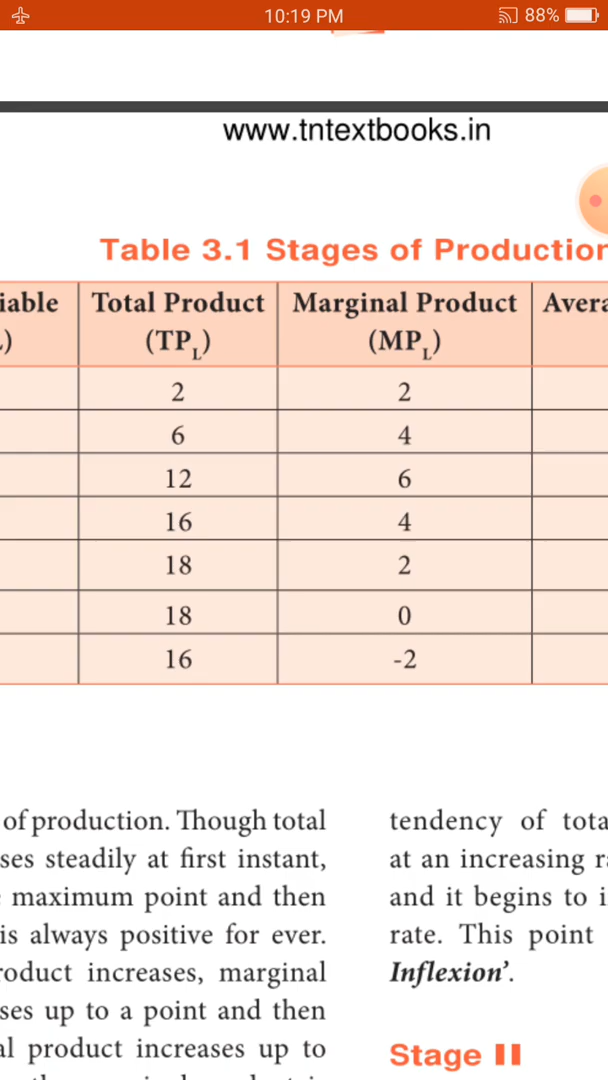 10:19 PM
88%
www.tntextbooks.in
Table 3.1 Stages of Production
iable Total Product Marginal Product Avera
.) (TP_L) (MP_L)
2 2
6 4
12 6
16 4
18 2
18 0
16 -2
of production. Though total
ses steadily at first instant,
maximum point and then
is always positive for ever.
roduct increases, marginal
ses up to a point and then
al product increases up to
tendency of tota
at an increasing ra
and it begins to i
rate. This point
Inflexion’.
Stage II